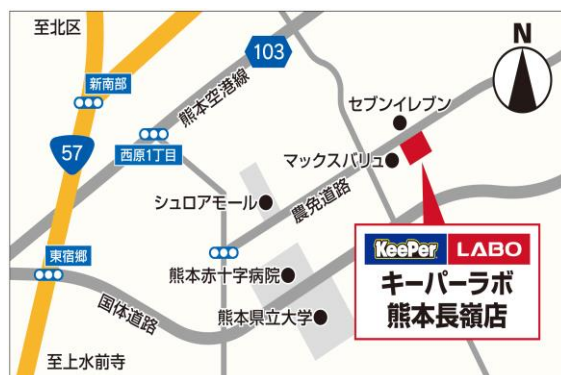 至北区
新南部
103
熊本空港線
N
セブンイレブン
57
西原1丁目
マックスバリュ
シュロアモール
農免道路
KeePer LABO
キーパーラボ
熊本長嶺店
東宿郷
熊本赤十字病院
国体道路
熊本県立大学
至上水前寺